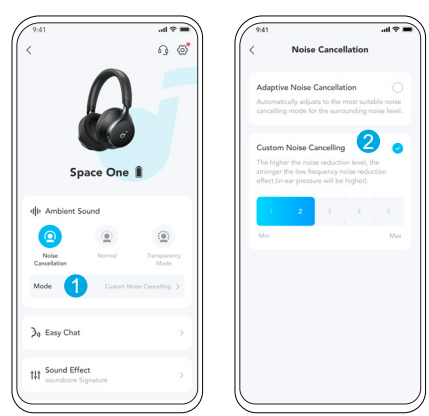 9:41
Space One
Ambient Sound
Noise
Cancellation
Normal
Transparency
Mode
Mode
1
Custom Noise Cancelling
Easy Chat
Sound Effect
soundcore Signature
9:41
Noise Cancellation
Adaptive Noise Cancellation
Automatically adjusts to the most suitable noise
cancelling mode for the surrounding noise level.
Custom Noise Cancelling
2
The higher the noise reduction level, the
stronger the low frequency noise reduction
effect (in-ear pressure will be higher).
1 2 3 4 5
Min Max